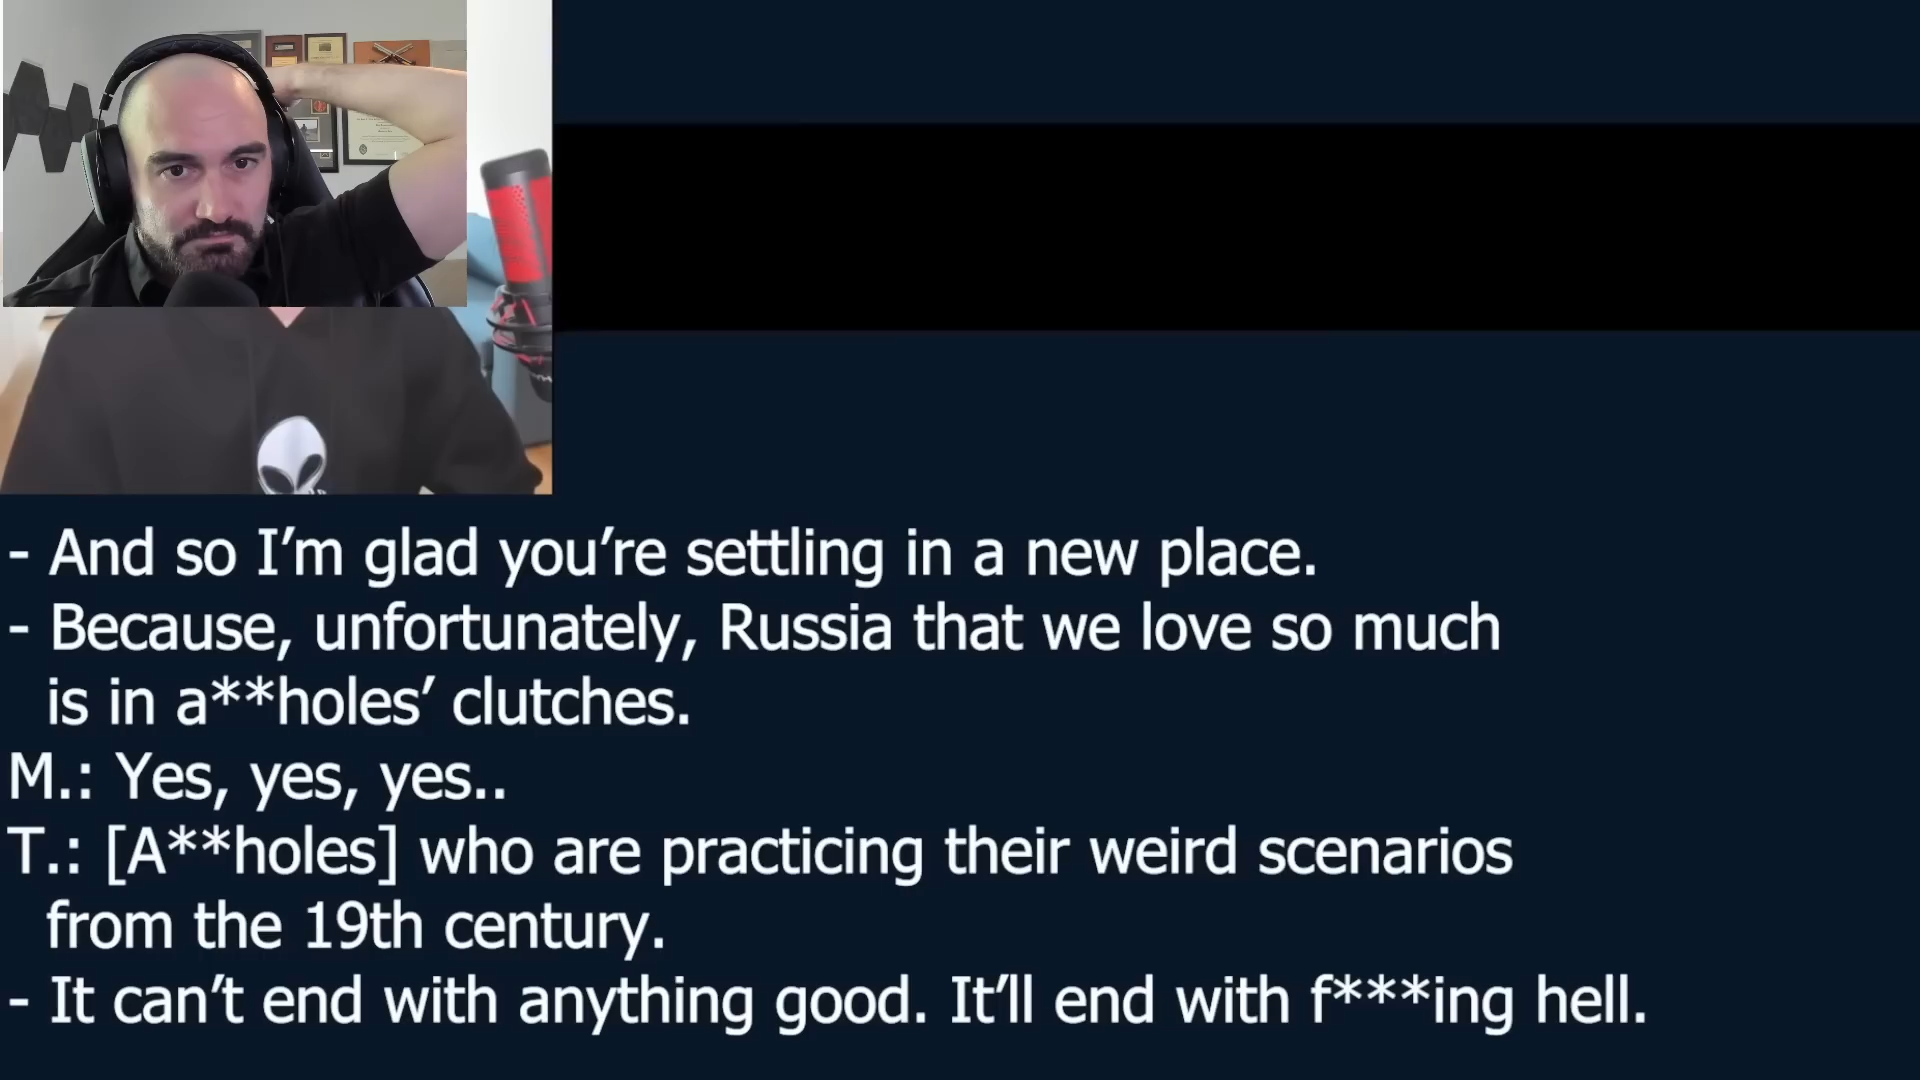 - And so I’m glad you’re settling in a new place.
- Because, unfortunately, Russia that we love so much
is in a**holes’ clutches.
M.: Yes, yes, yes..
T.: [A**holes] who are practicing their weird scenarios
from the 19th century.
- It can’t end with anything good. It’ll end with f***ing hell.